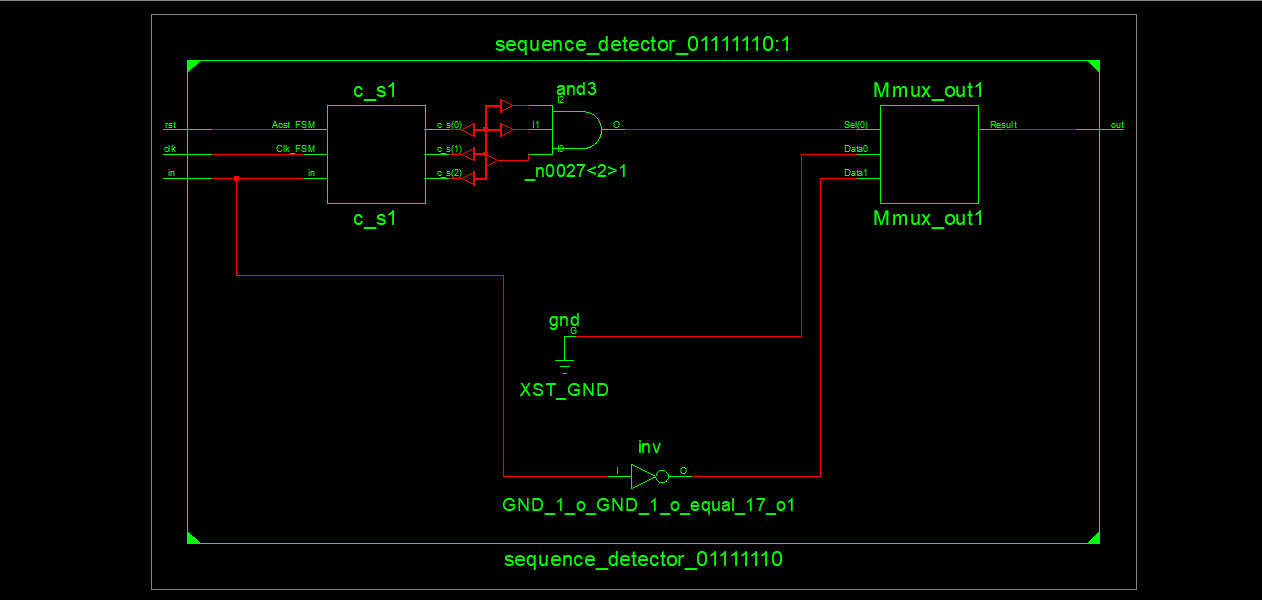 sequence_detector_01111110:1
c_s1
and3
Mmux_out1
I2
rst
Aost_FSM
c_s(0)
I1
O
Sel(0)
Result
out
clk
Clk_FSM
c_s(1)
I0
Data0
in
in
c_s(2)
_n0027<2>1
Data1
c_s1
Mmux_out1
gnd
G
XST_GND
inv
I
O
GND_1_o_GND_1_o_equal_17_o1
sequence_detector_01111110